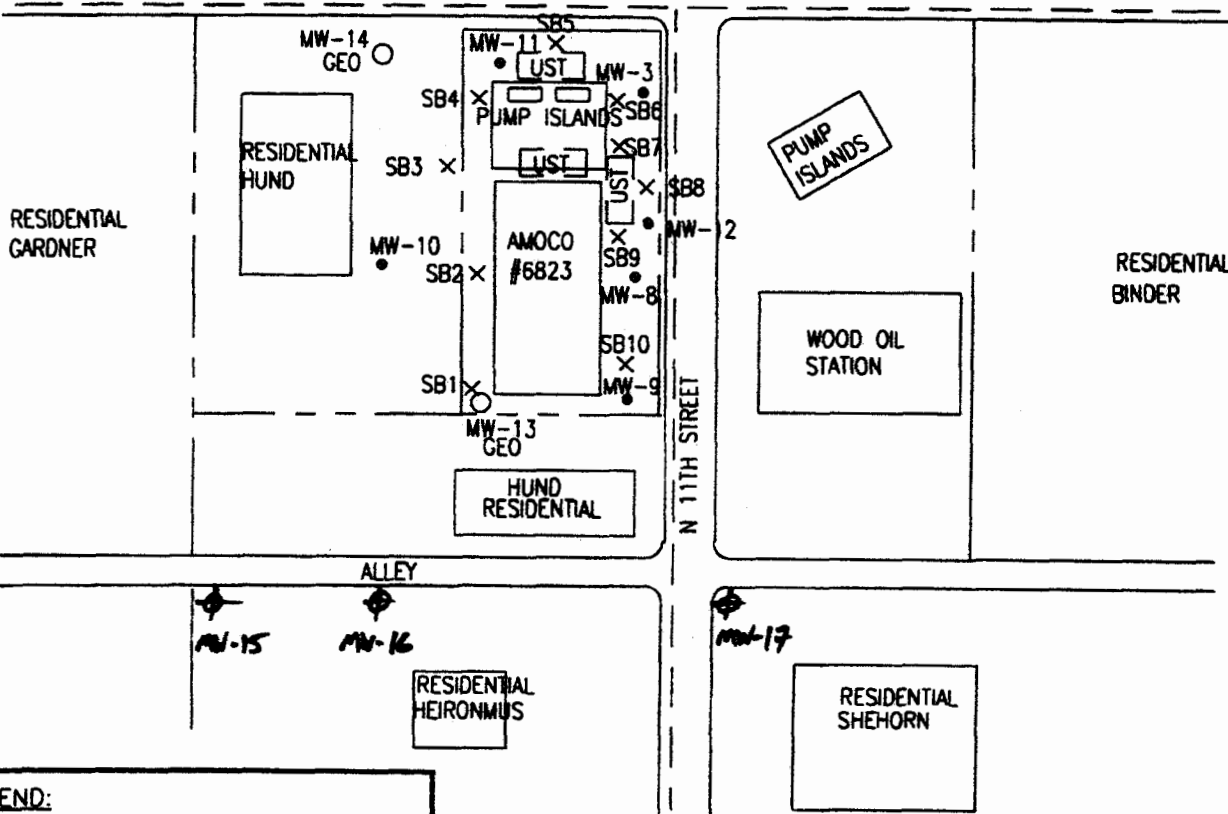 SB5
MW-14
GEO
MW-11
UST
MW-3
SB4
PUMP ISLANDS
SB6
SB7
PUMP
ISLANDS
RESIDENTIAL
HUND
SB3
UST
UST
SB8
RESIDENTIAL
GARDNER
MW-10
AMOCO
#6823
MW-12
SB9
SB2
MW-8
RESIDENTIAL
BINDER
WOOD OIL
STATION
SB10
SB1
MW-9
MW-13
GEO
N 11TH STREET
HUND
RESIDENTIAL
ALLEY
MW-15
MW-16
MW-17
RESIDENTIAL
HEIRONMUS
RESIDENTIAL
SHEHORN
END: